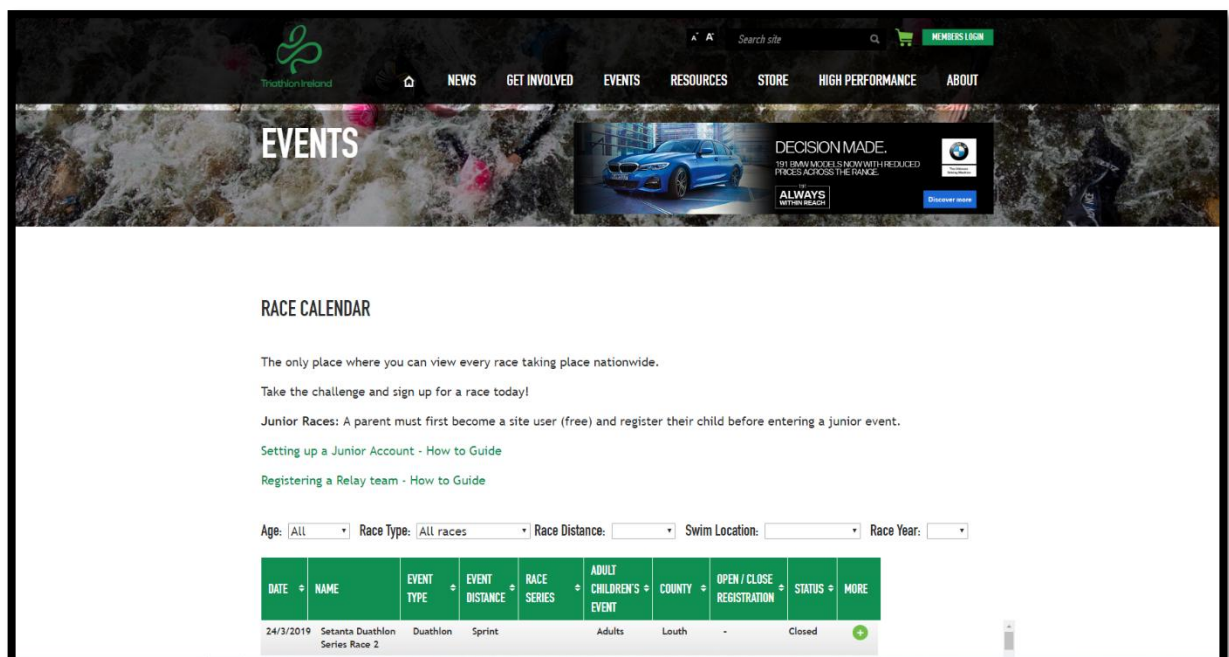 A- A+ Search site MEMBERS LOGIN
Triathlon Ireland
NEWS GET INVOLVED EVENTS RESOURCES STORE HIGH PERFORMANCE ABOUT
EVENTS
DECISION MADE.
191 BMW MODELS NOW WITH REDUCED
PRICES ACROSS THE RANGE.
191
ALWAYS
WITHIN REACH
Discover more
RACE CALENDAR
The only place where you can view every race taking place nationwide.
Take the challenge and sign up for a race today!
Junior Races: A parent must first become a site user (free) and register their child before entering a junior event.
Setting up a Junior Account - How to Guide
Registering a Relay team - How to Guide
Age: All Race Type: All races Race Distance: Swim Location: Race Year:
DATE NAME EVENT TYPE EVENT DISTANCE RACE SERIES ADULT CHILDREN'S EVENT COUNTY OPEN / CLOSE REGISTRATION STATUS MORE
24/3/2019 Setanta Duathlon Duathlon Sprint Adults Louth - Closed
Series Race 2